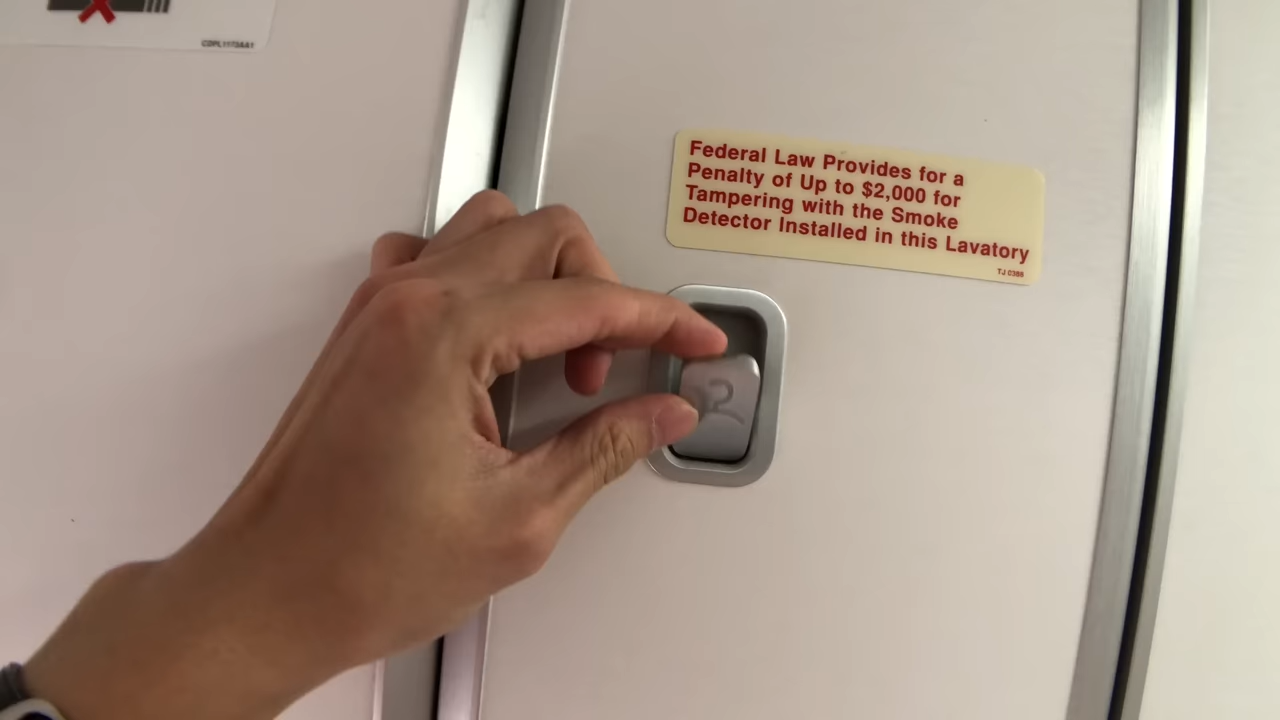 CDPL1173AA1
Federal Law Provides for a
Penalty of Up to $2,000 for
Tampering with the Smoke
Detector Installed in this Lavatory
TJ 0386